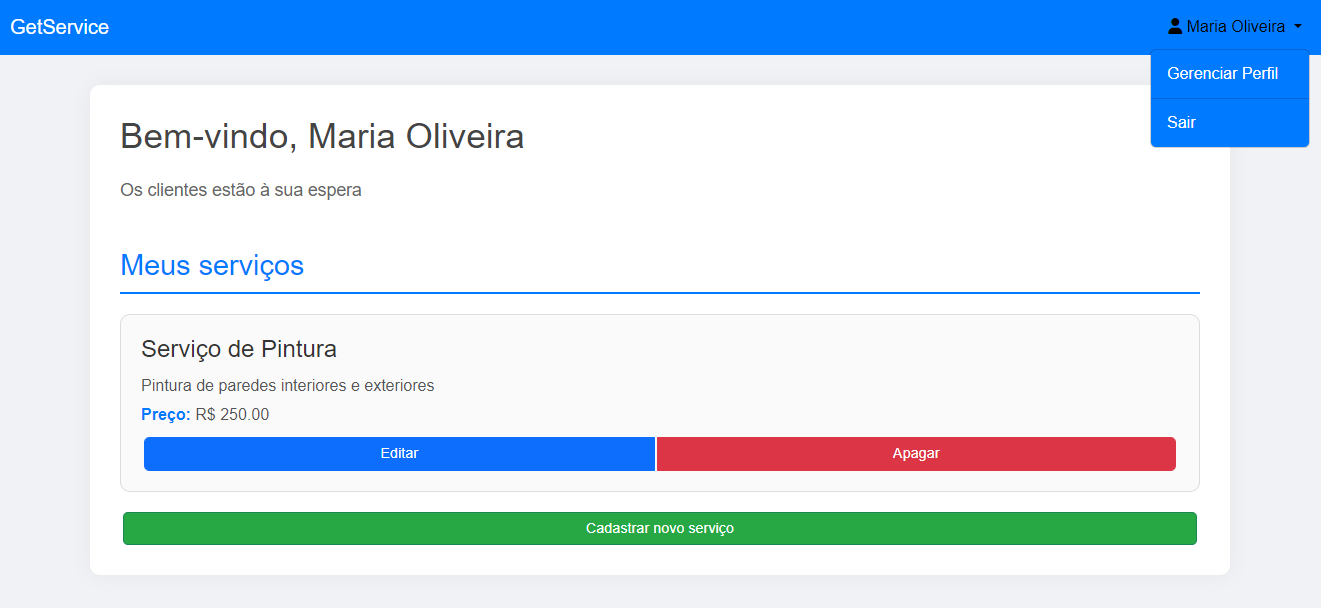 GetService
Maria Oliveira
Gerenciar Perfil
Sair
Bem-vindo, Maria Oliveira
Os clientes estão à sua espera
Meus serviços
Serviço de Pintura
Pintura de paredes interiores e exteriores
Preço: R$ 250.00
Editar
Apagar
Cadastrar novo serviço